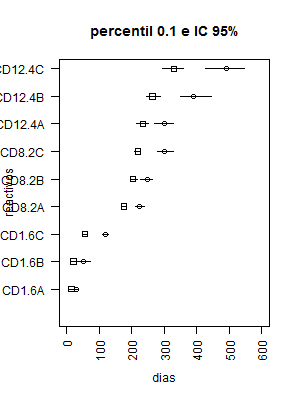 percentil 0.1 e IC 95%
CD12.4C
CD12.4B
CD12.4A
CD8.2C
CD8.2B
CD8.2A
CD1.6C
CD1.6B
CD1.6A
reactivos
0 100 200 300 400 500 600
dias